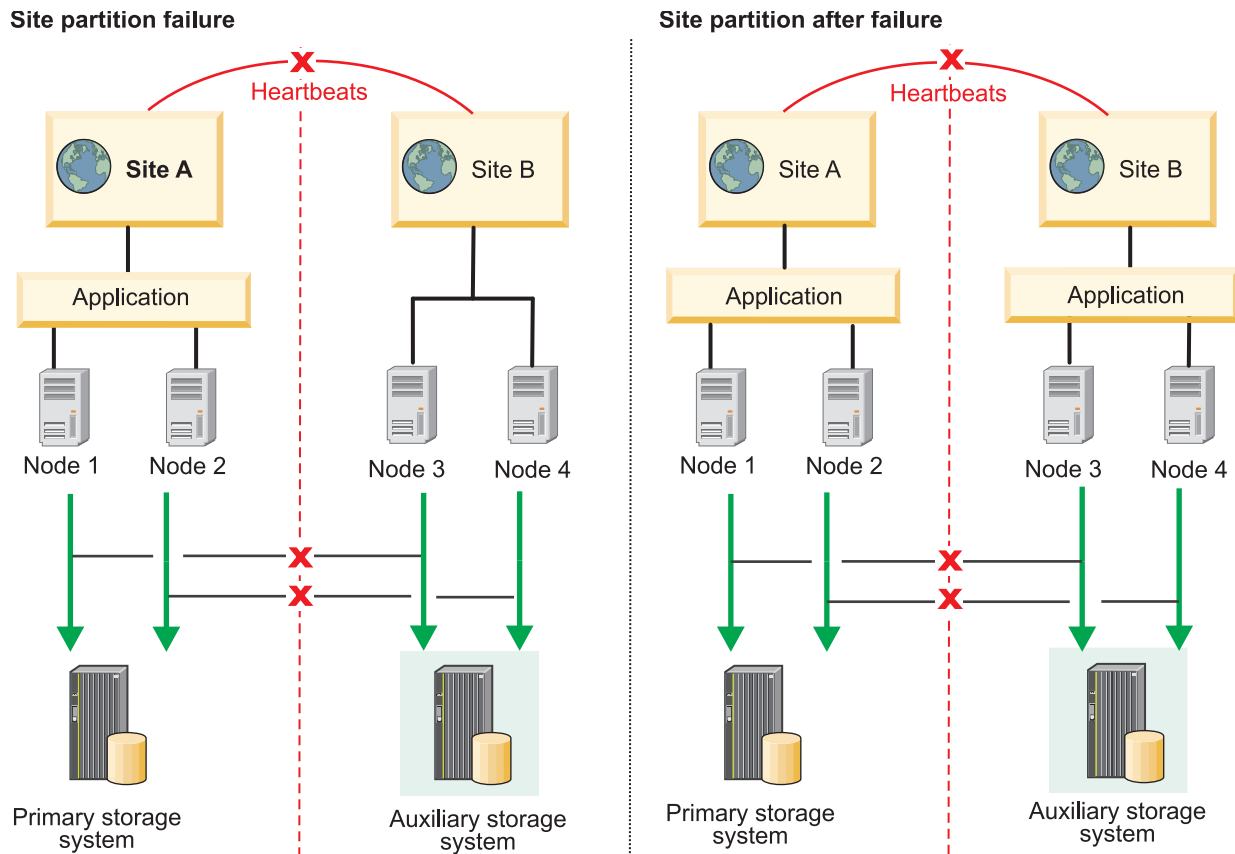 Site partition failure
Heartbeats
Site A
Site B
Application
Node 1
Node 2
Node 3
Node 4
Primary storage
system
Auxiliary storage
system
Site partition after failure
Heartbeats
Site A
Site B
Application
Application
Node 1
Node 2
Node 3
Node 4
Primary storage
system
Auxiliary storage
system